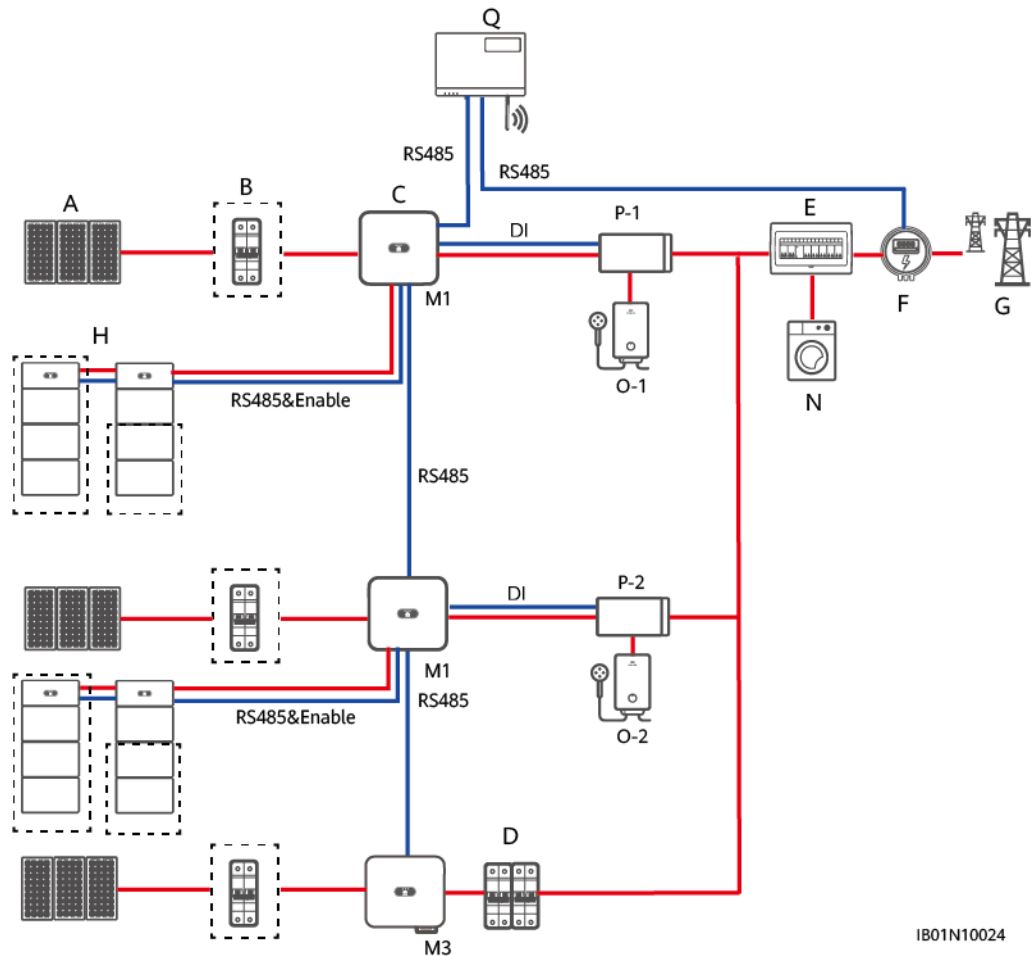 Q
RS485
RS485
A
B
C
DI
P-1
E
M1
F
G
H
O-1
N
RS485&Enable
RS485
P-2
DI
M1
RS485
RS485&Enable
O-2
D
M3
IB01N10024